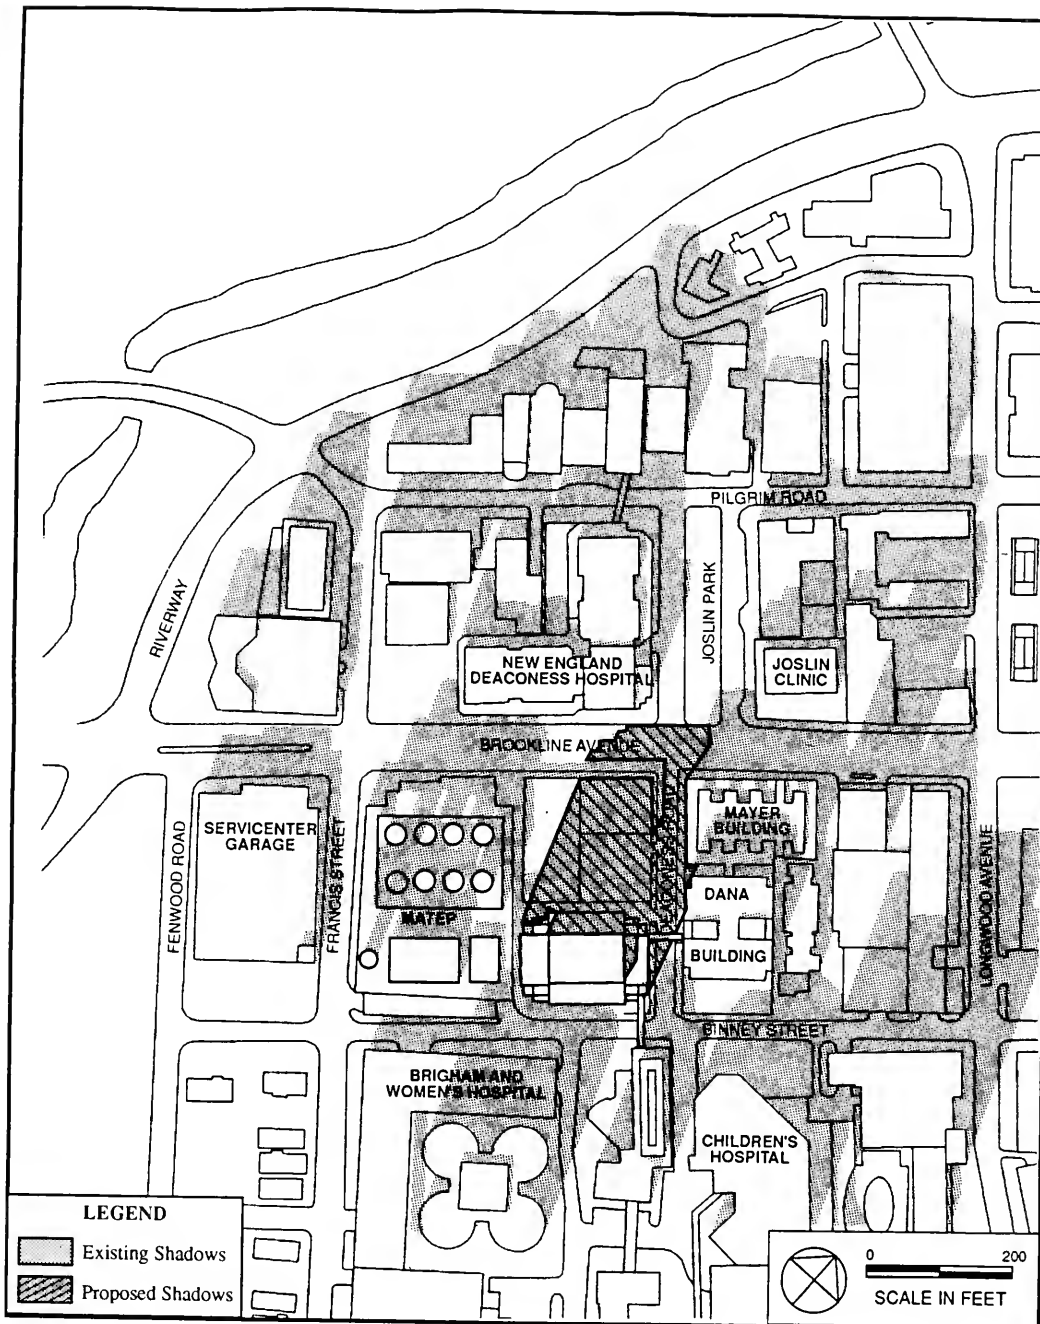 PILGRIM ROAD
RIVERWAY
JOSLIN PARK
NEW ENGLAND
DEACONESS HOSPITAL
JOSLIN
CLINIC
BROOKLINE AVENUE
FENWOOD ROAD
SERVICENTER
GARAGE
FRANCIS STREET
MATEP
DEACONESS ROAD
MAYER
BUILDING
DANA
BUILDING
LONGWOOD AVENUE
BINNEY STREET
BRIGHAM AND
WOMEN'S HOSPITAL
CHILDREN'S
HOSPITAL
LEGEND
Existing Shadows
Proposed Shadows
0 200
SCALE IN FEET